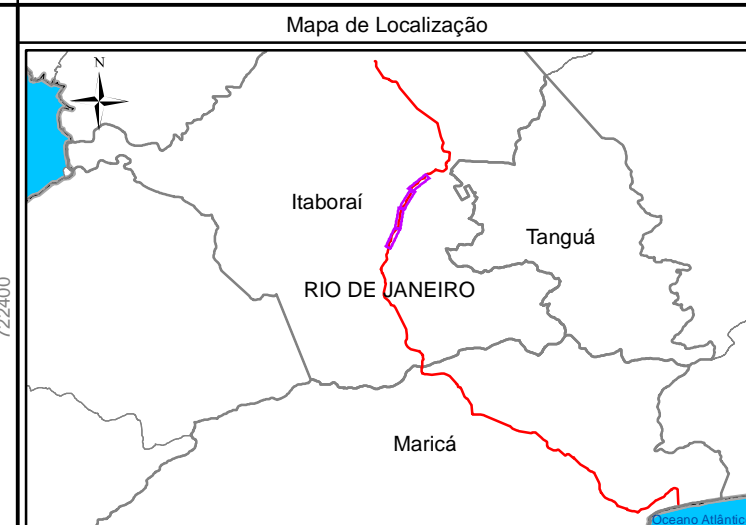 Mapa de Localização
N
Itaboraí
Tanguá
RIO DE JANEIRO
722400
Maricá
Oceano Atlântico